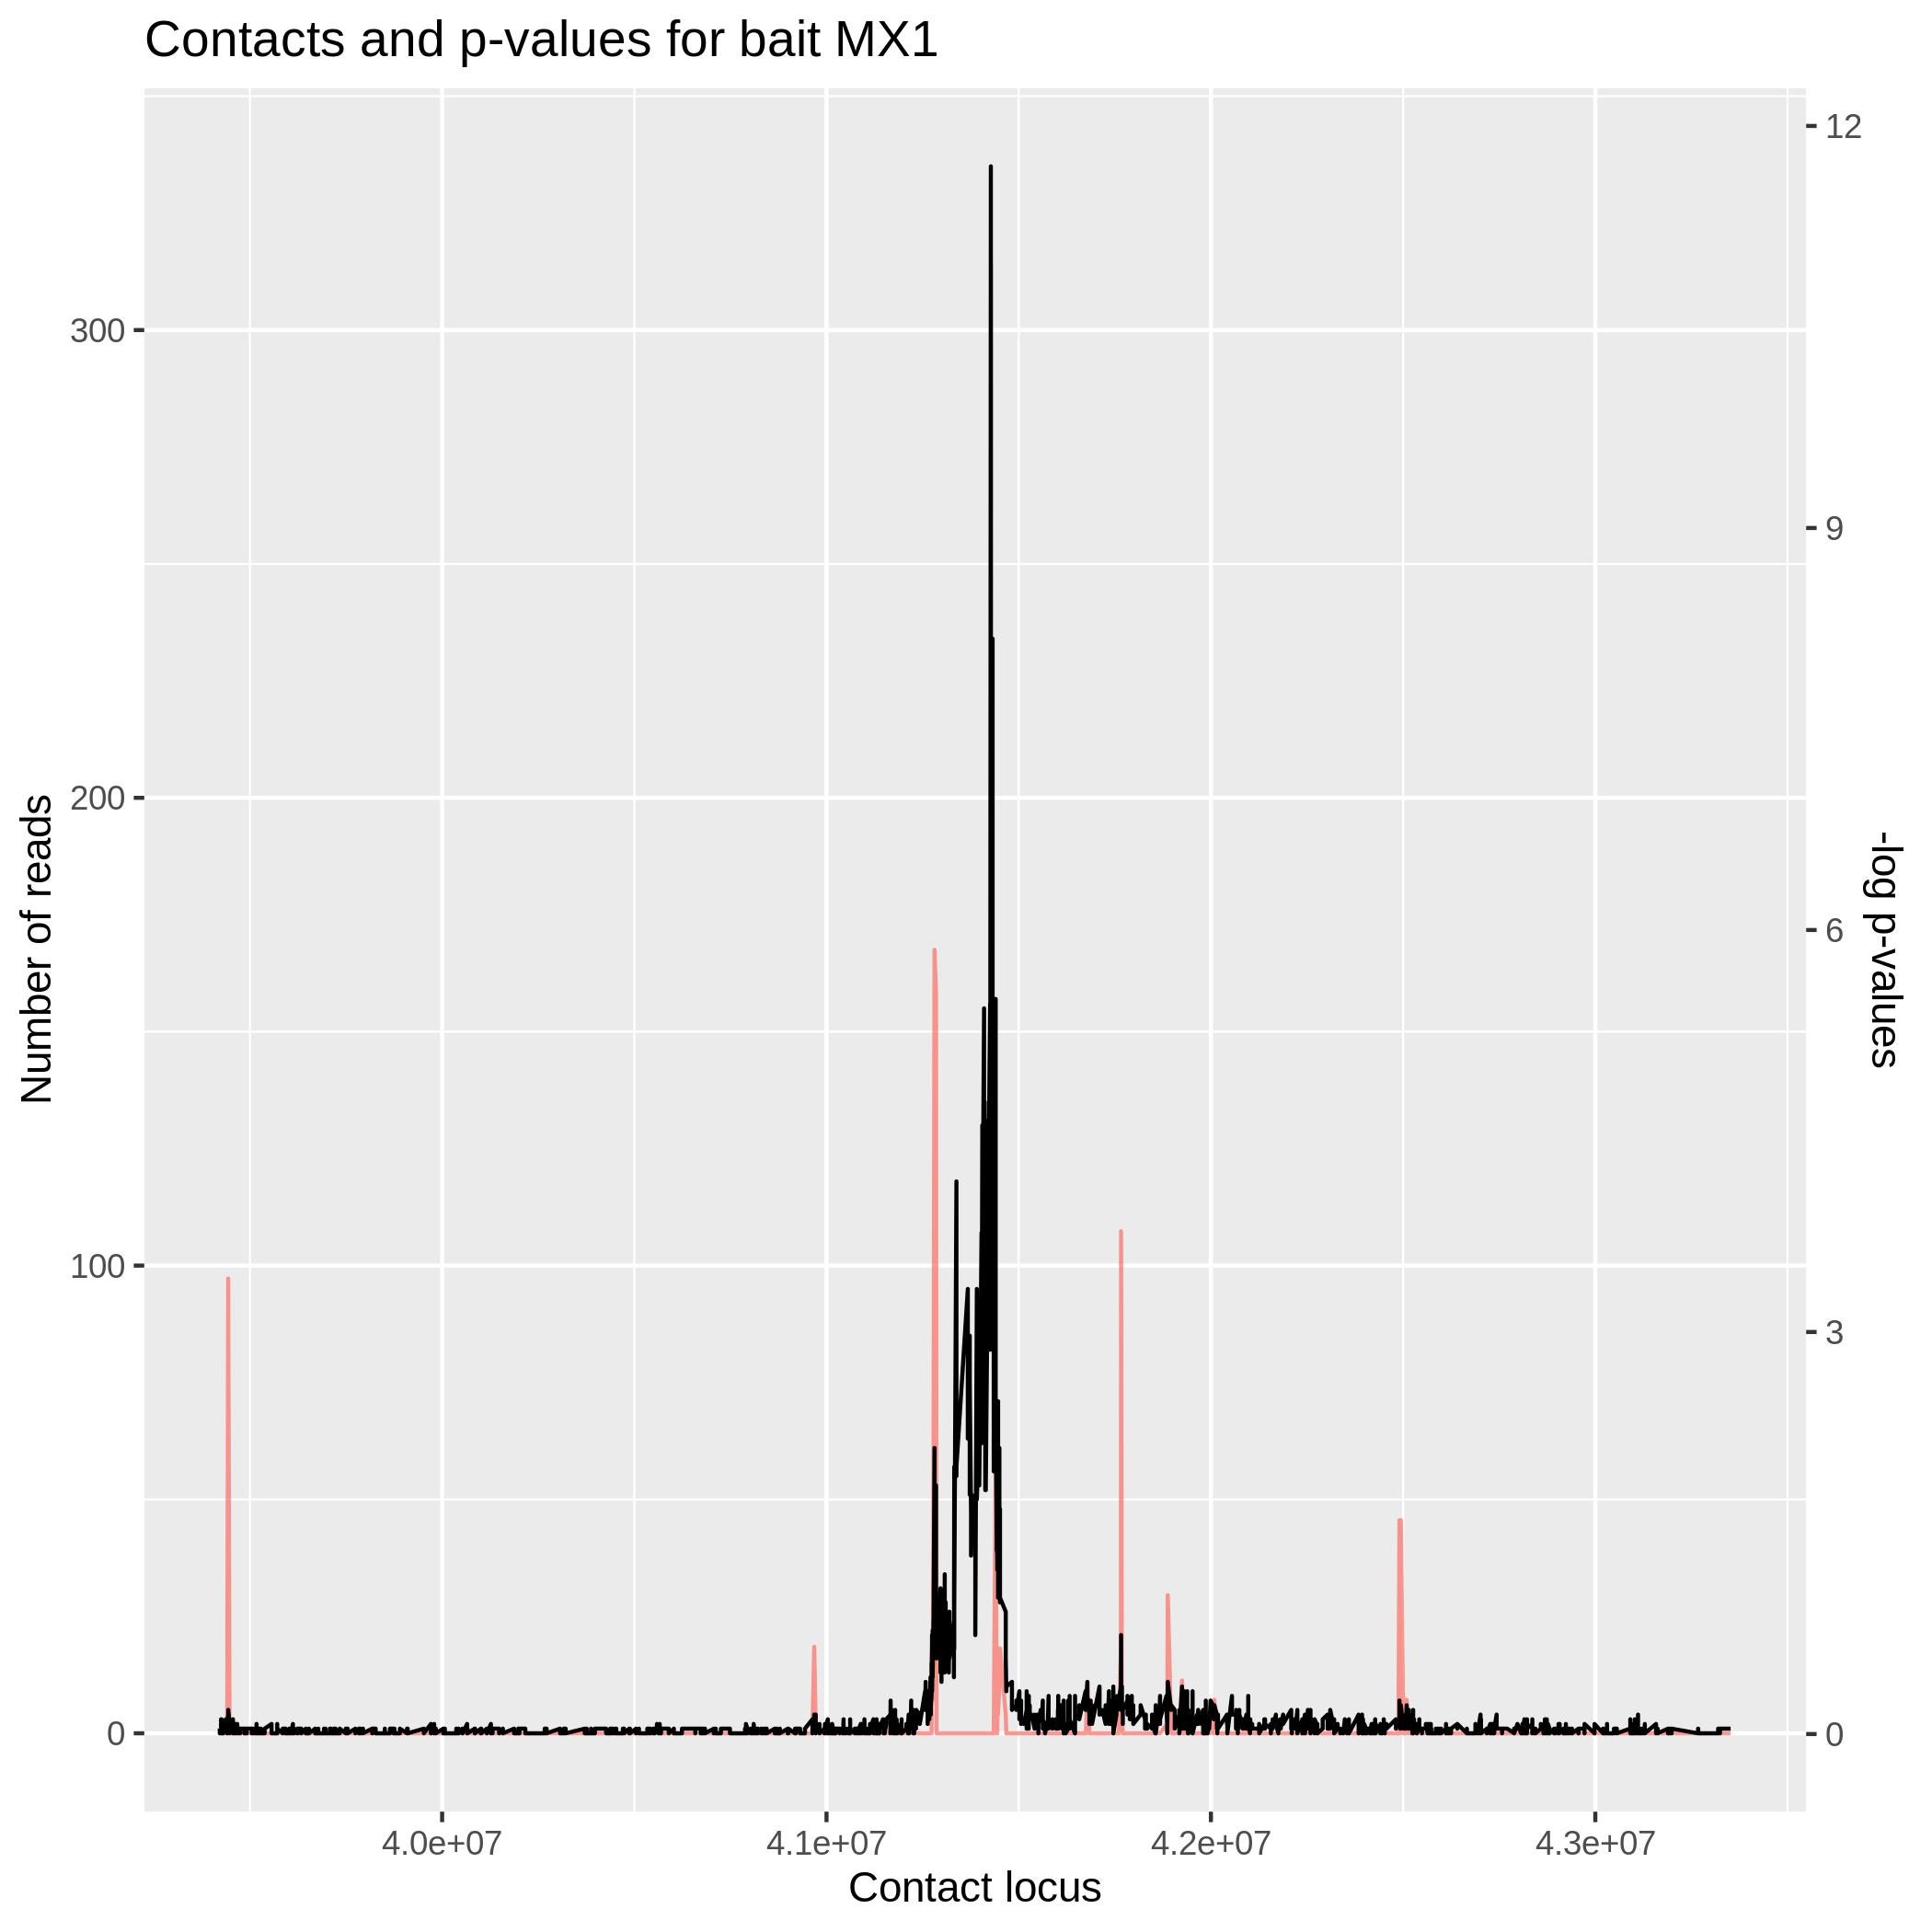 Contacts and p-values for bait MX1
300
200
100
0
Number of reads
12
9
6
3
0
-log p-values
4.0e+07
4.1e+07
4.2e+07
4.3e+07
Contact locus